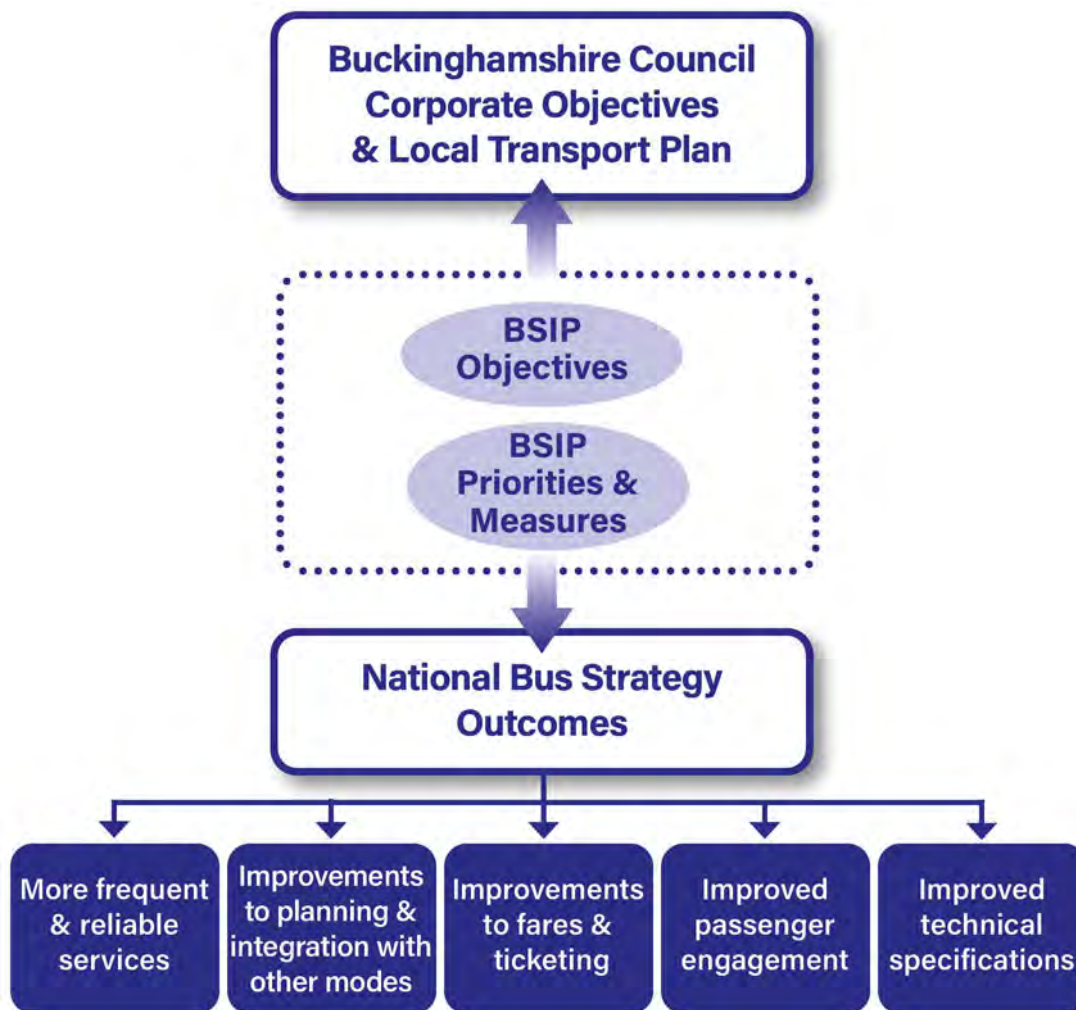 Buckinghamshire Council
Corporate Objectives
& Local Transport Plan
BSIP
Objectives
BSIP
Priorities &
Measures
National Bus Strategy
Outcomes
More frequent
& reliable
services
Improvements
to planning &
integration with
other modes
Improvements
to fares &
ticketing
Improved
passenger
engagement
Improved
technical
specifications